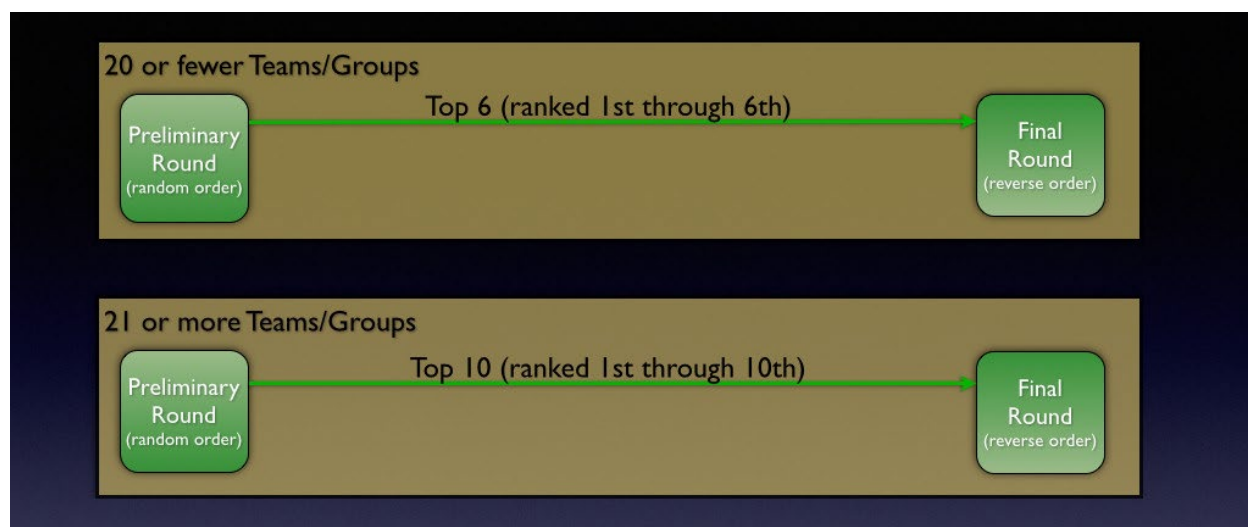 20 or fewer Teams/Groups
Top 6 (ranked 1st through 6th)
Preliminary
Round
(random order)
Final
Round
(reverse order)
21 or more Teams/Groups
Top 10 (ranked 1st through 10th)
Preliminary
Round
(random order)
Final
Round
(reverse order)